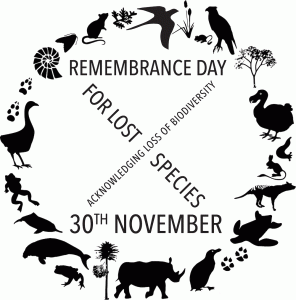 REMEMBRANCE DAY
FOR LOST
ACKNOWLEDGING LOSS OF BIODIVERSITY
SPECIES
30TH NOVEMBER